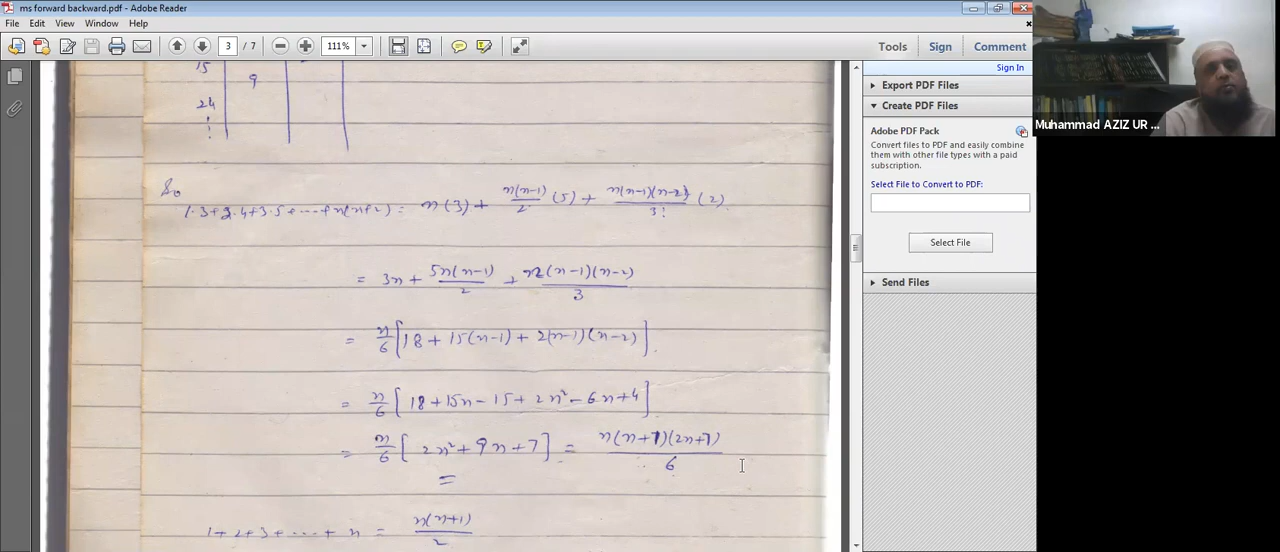 ms forward backward.pdf - Adobe Reader
File Edit View Window Help
3 / 7 111% Tools Sign Comment
Sign In
Export PDF Files
Create PDF Files
Adobe PDF Pack
Convert files to PDF and easily combine
them with other file types with a paid
subscription.
Select File to Convert to PDF:
Select File
Send Files
Muhammad AZIZ UR ...
15
9
24
⋮
So
1·3+2·4+3·5+----+n(n+2) = n(3) + n(n-1)/2 (5) + n(n-1)(n-2)/3! (2)
= 3n + 5n(n-1)/2 + n(n-1)(n-2)/3
= n/6 [18 + 15(n-1) + 2(n-1)(n-2)]
= n/6 [18 + 15n - 15 + 2n² - 6n + 4]
= n/6 [2n² + 9n + 7] = n(n+1)(2n+7)/6
=
1+2+3+----+n = n(n+1)/2